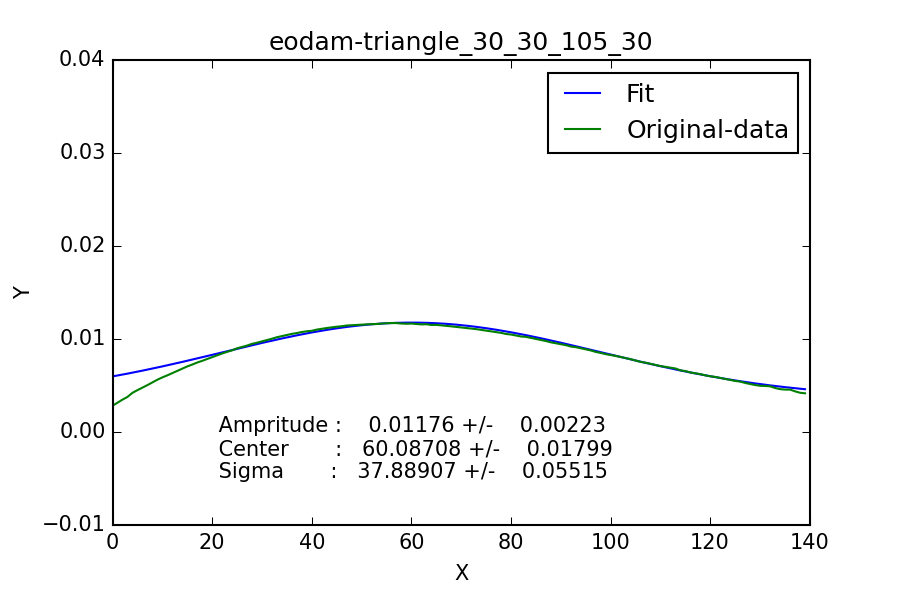 eodam-triangle_30_30_105_30
0.04
Fit
Original-data
0.03
0.02
Y
0.01
0.00
Ampritude : 0.01176 +/- 0.00223
Center : 60.08708 +/- 0.01799
Sigma : 37.88907 +/- 0.05515
−0.01
0 20 40 60 80 100 120 140
X